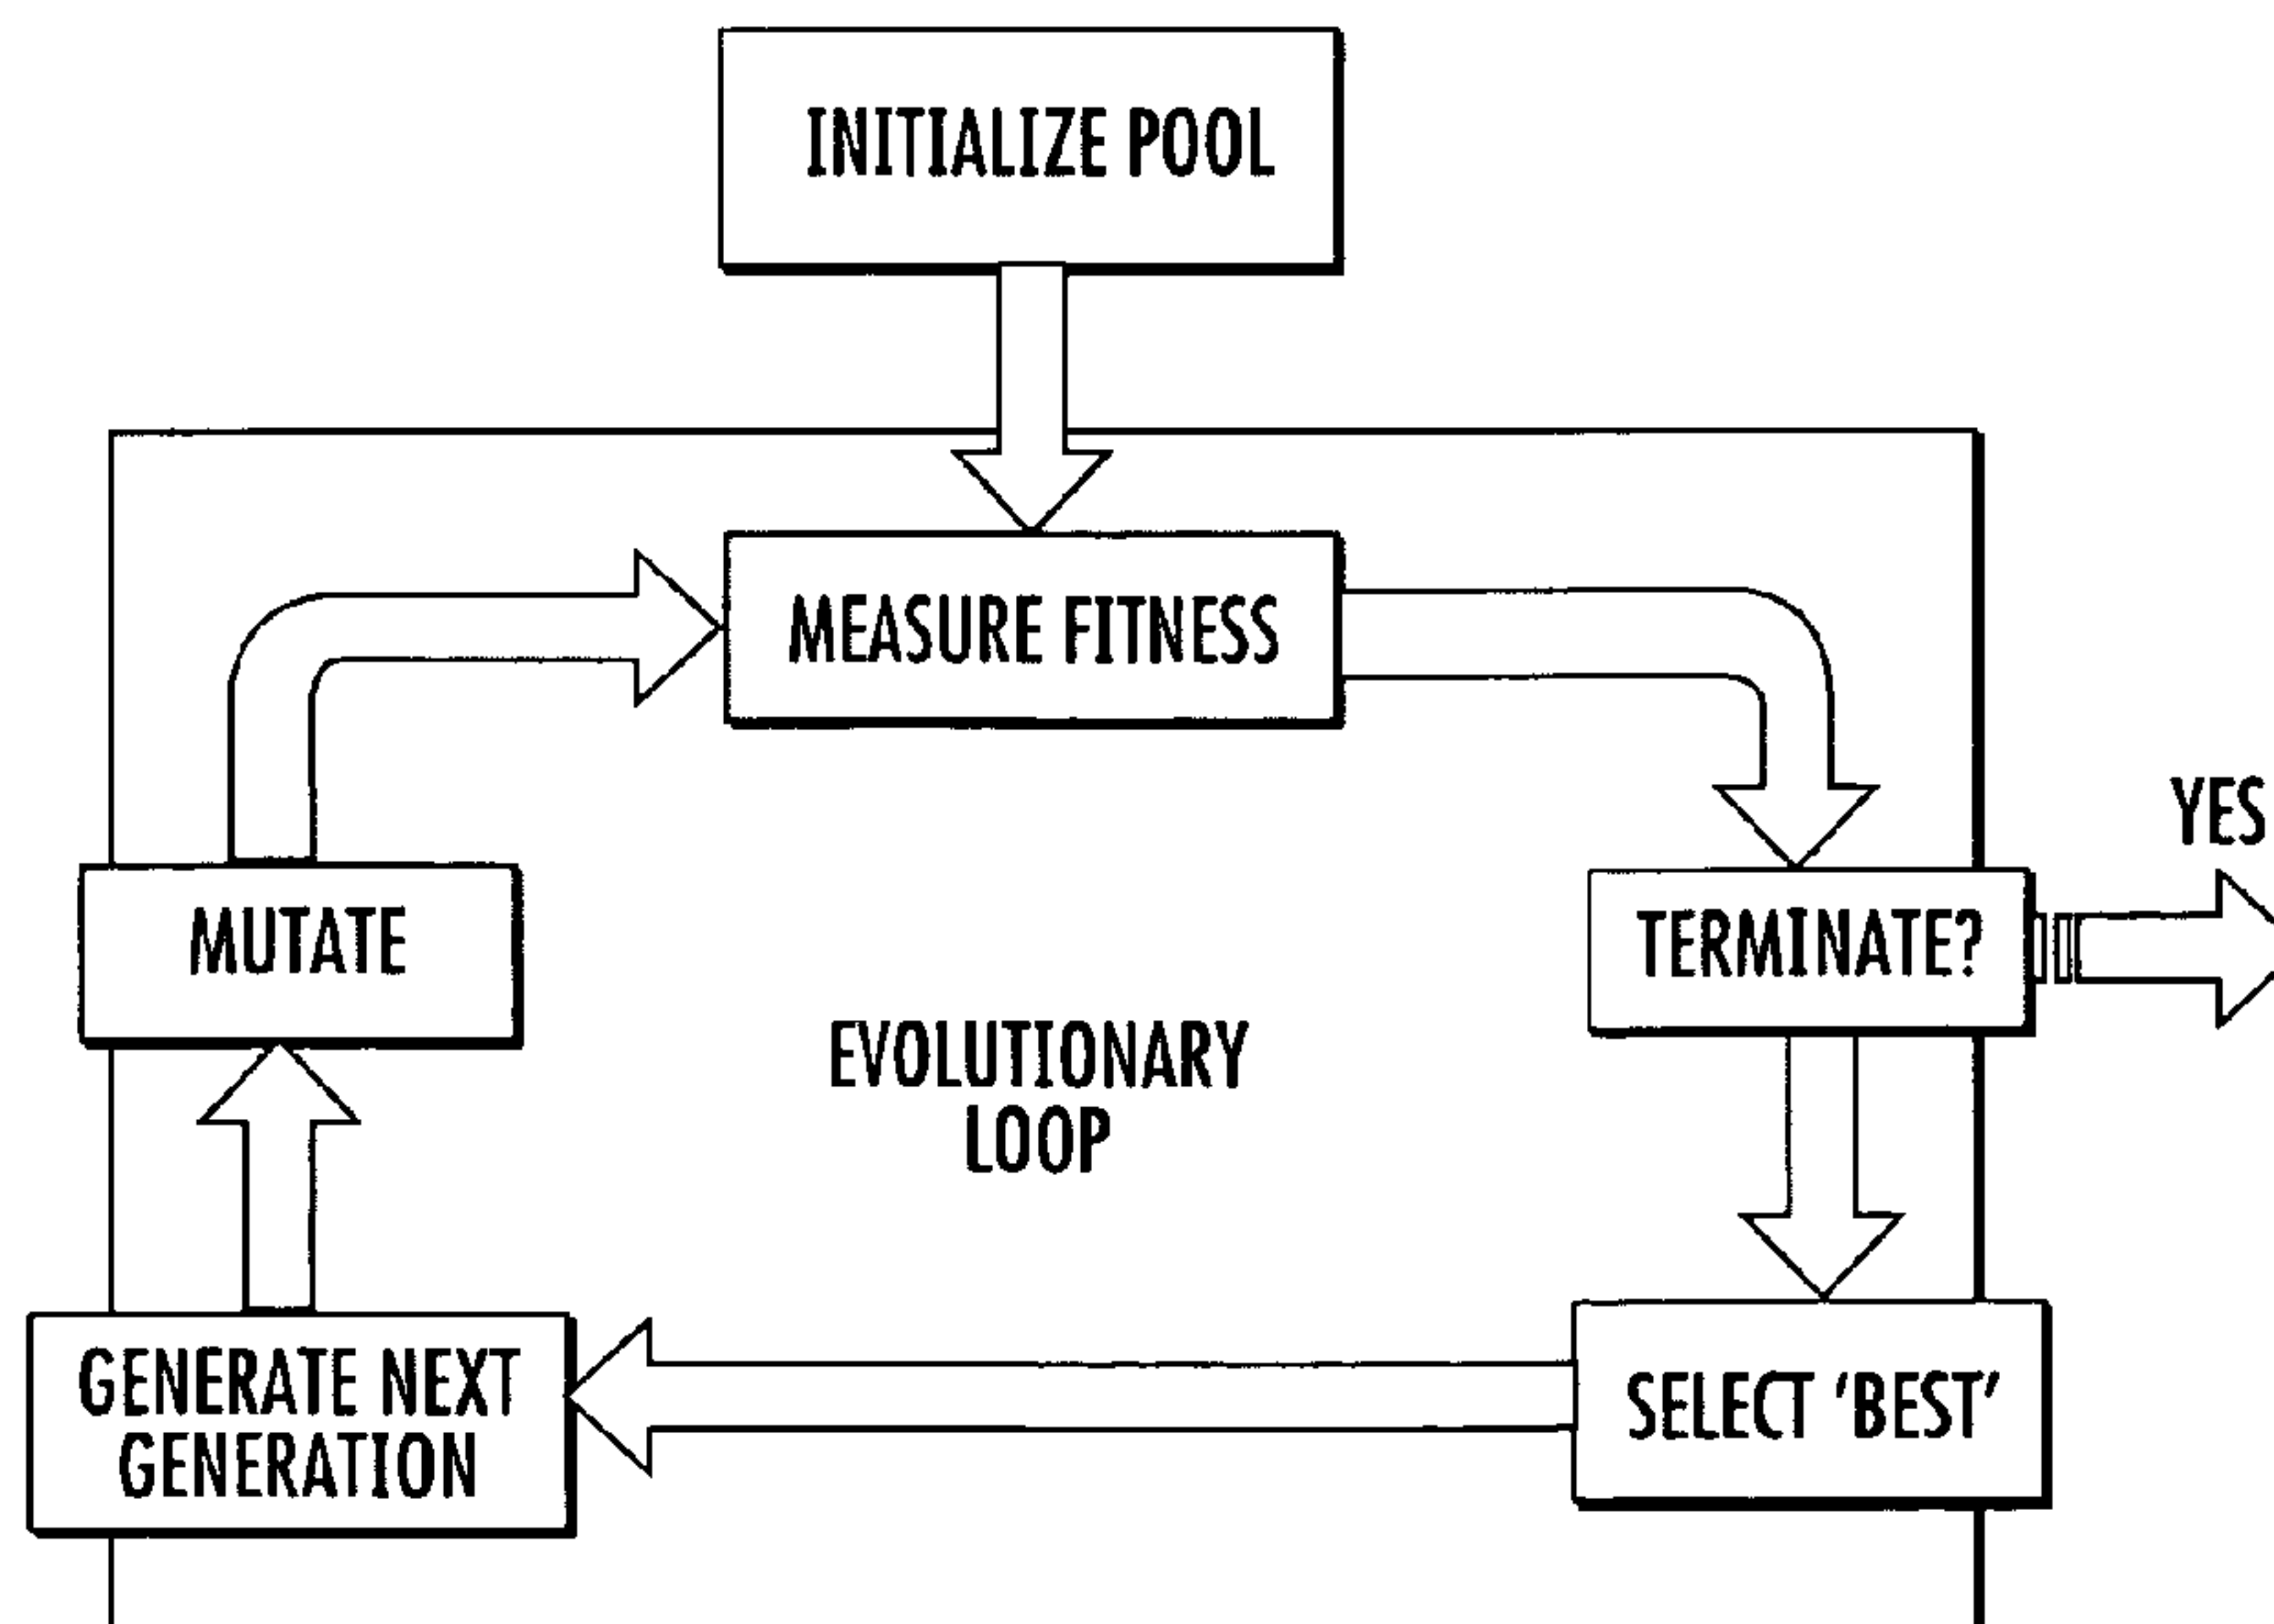 INITIALIZE POOL
MEASURE FITNESS
YES
MUTATE
TERMINATE?
EVOLUTIONARY
LOOP
GENERATE NEXT
GENERATION
SELECT 'BEST'